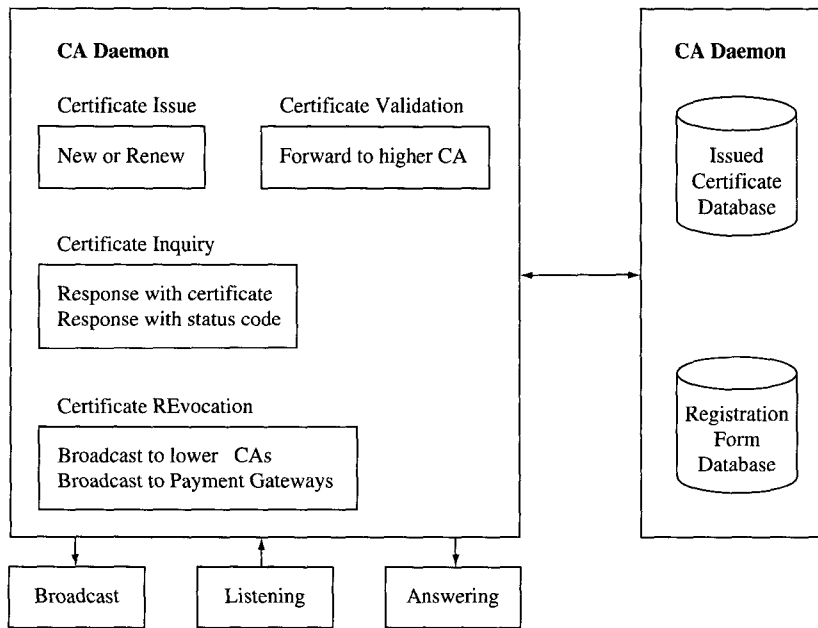 CA Daemon
Certificate Issue
New or Renew
Certificate Validation
Forward to higher CA
Certificate Inquiry
Response with certificate
Response with status code
Certificate REvocation
Broadcast to lower CAs
Broadcast to Payment Gateways
CA Daemon
Issued
Certificate
Database
Registration
Form
Database
Broadcast
Listening
Answering